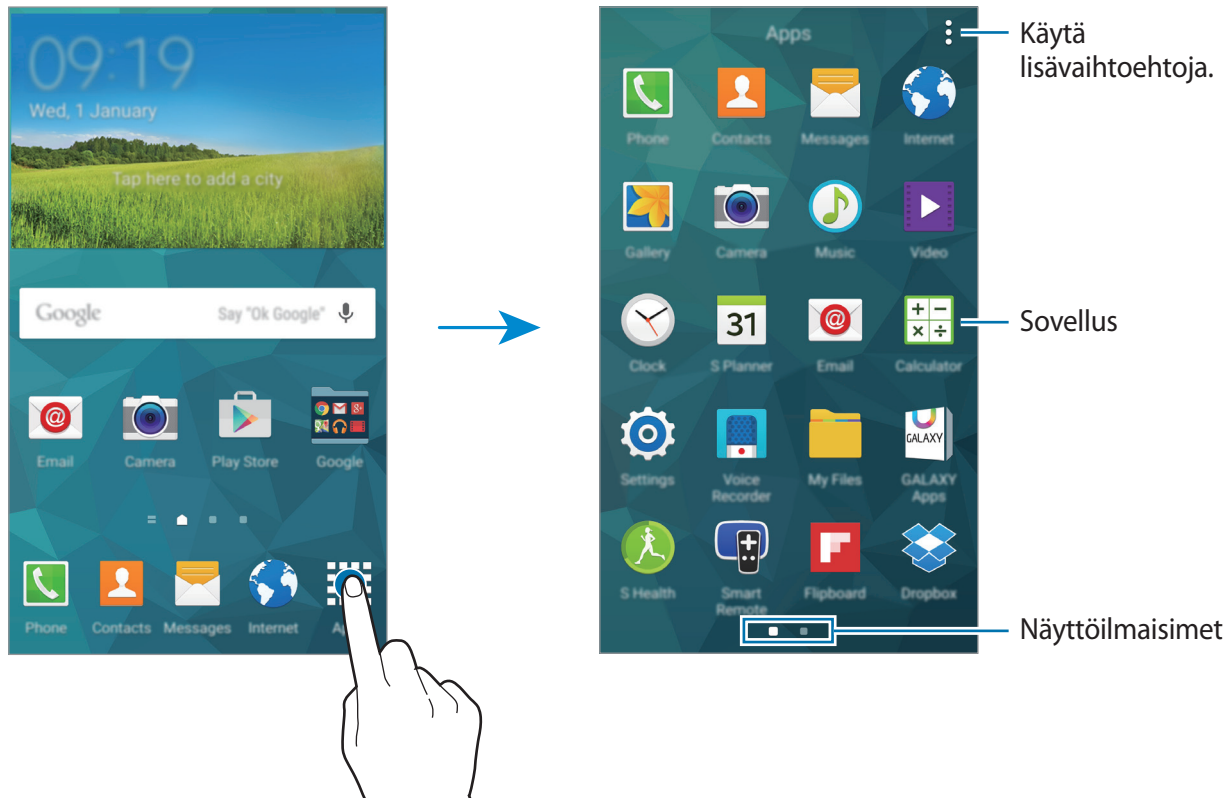 09:19
Wed, 1 January
Tap here to add a city
Google
Say "Ok Google"
Email
Camera
Play Store
Google
Phone
Contacts
Messages
Internet
Apps
Phone
Contacts
Messages
Internet
Gallery
Camera
Music
Video
31
Clock
S Planner
Email
Calculator
GALAXY
Settings
Voice
Recorder
My Files
GALAXY
Apps
S Health
Smart
Remote
Flipboard
Dropbox
Käytä
lisävaihtoehtoja.
Sovellus
Näyttöilmaisimet